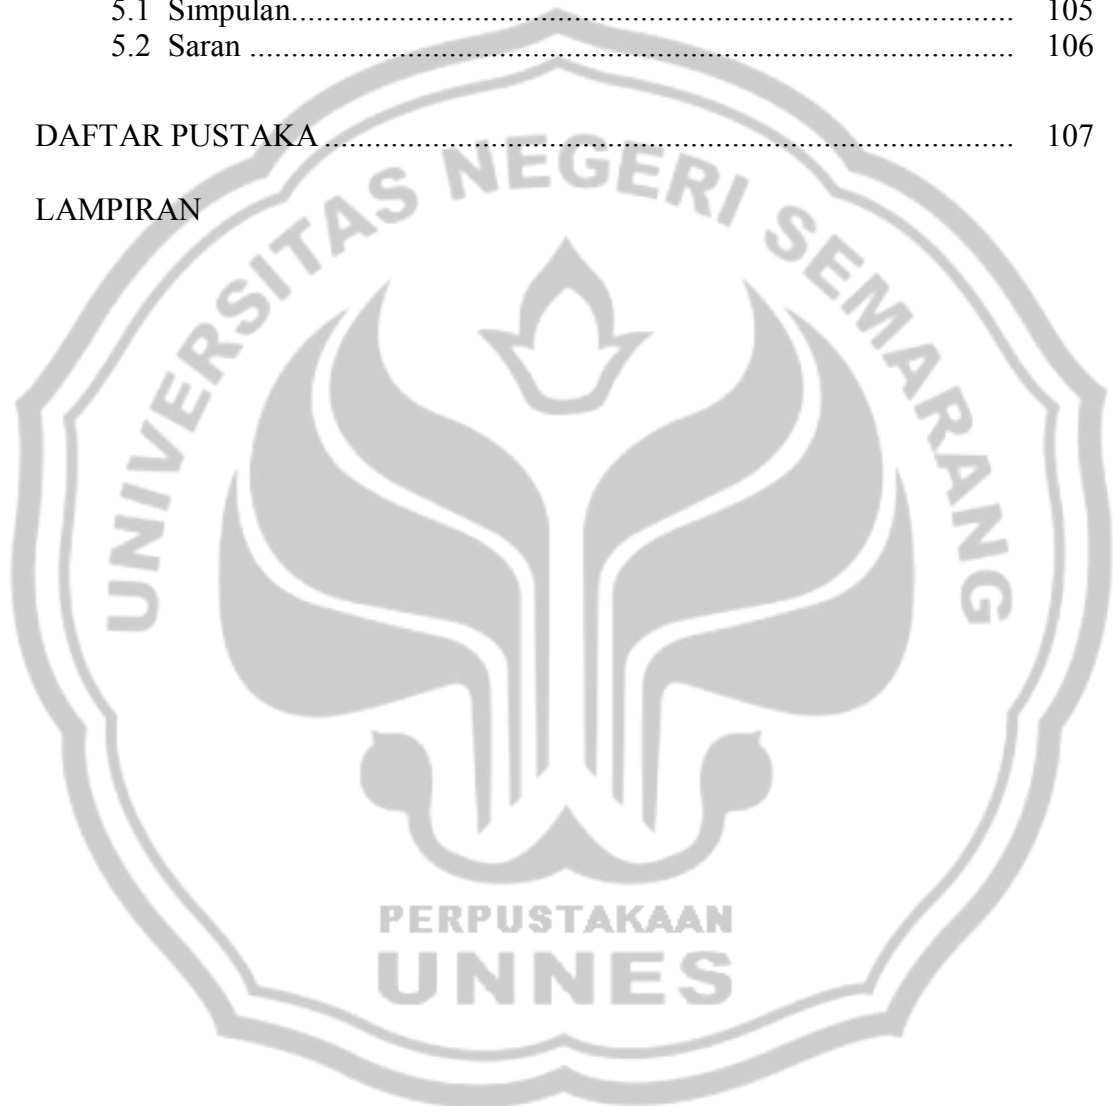 5.1 Simpulan.......................................................................................... 105
5.2 Saran ............................................................................................... 106
DAFTAR PUSTAKA ...................................................................................... 107
LAMPIRAN
UNIVERSITAS NEGERI SEMARANG
PERPUSTAKAAN
UNNES